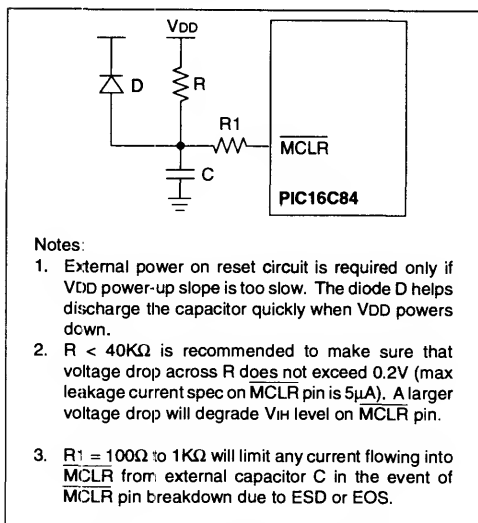 VDD
D
R
R1
MCLR
C
PIC16C84
Notes:
1. External power on reset circuit is required only if
VDD power-up slope is too slow. The diode D helps
discharge the capacitor quickly when VDD powers
down.
2. R < 40KΩ is recommended to make sure that
voltage drop across R does not exceed 0.2V (max
leakage current spec on MCLR pin is 5µA). A larger
voltage drop will degrade VIH level on MCLR pin.
3. R1 = 100Ω to 1KΩ will limit any current flowing into
MCLR from external capacitor C in the event of
MCLR pin breakdown due to ESD or EOS.